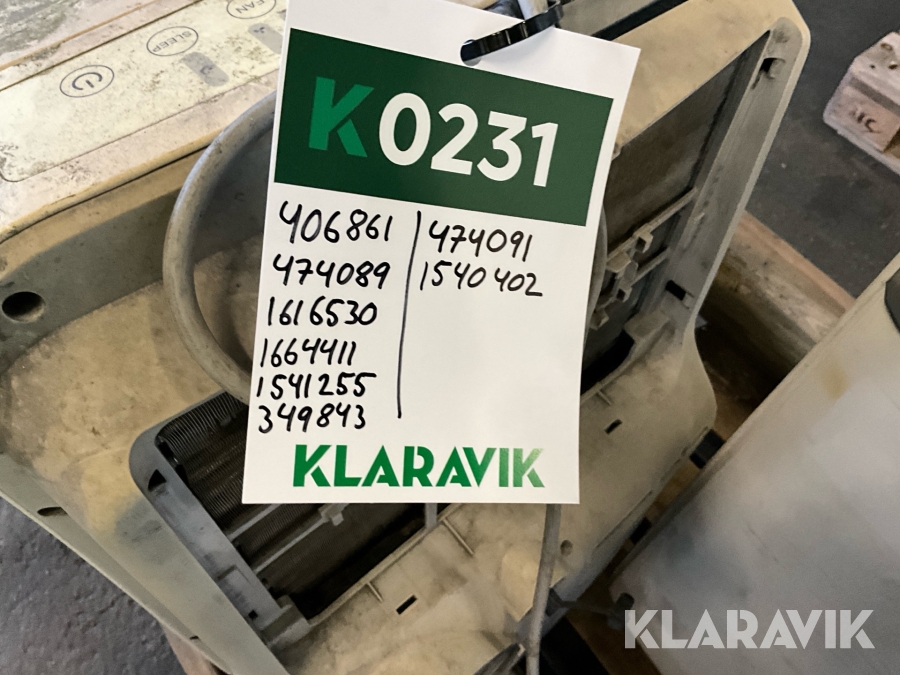 FAN
SLEEP
K0231
406861
474089
1616530
1664411
1541255
349843
474091
1540402
KLARAVIK
KLARAVIK